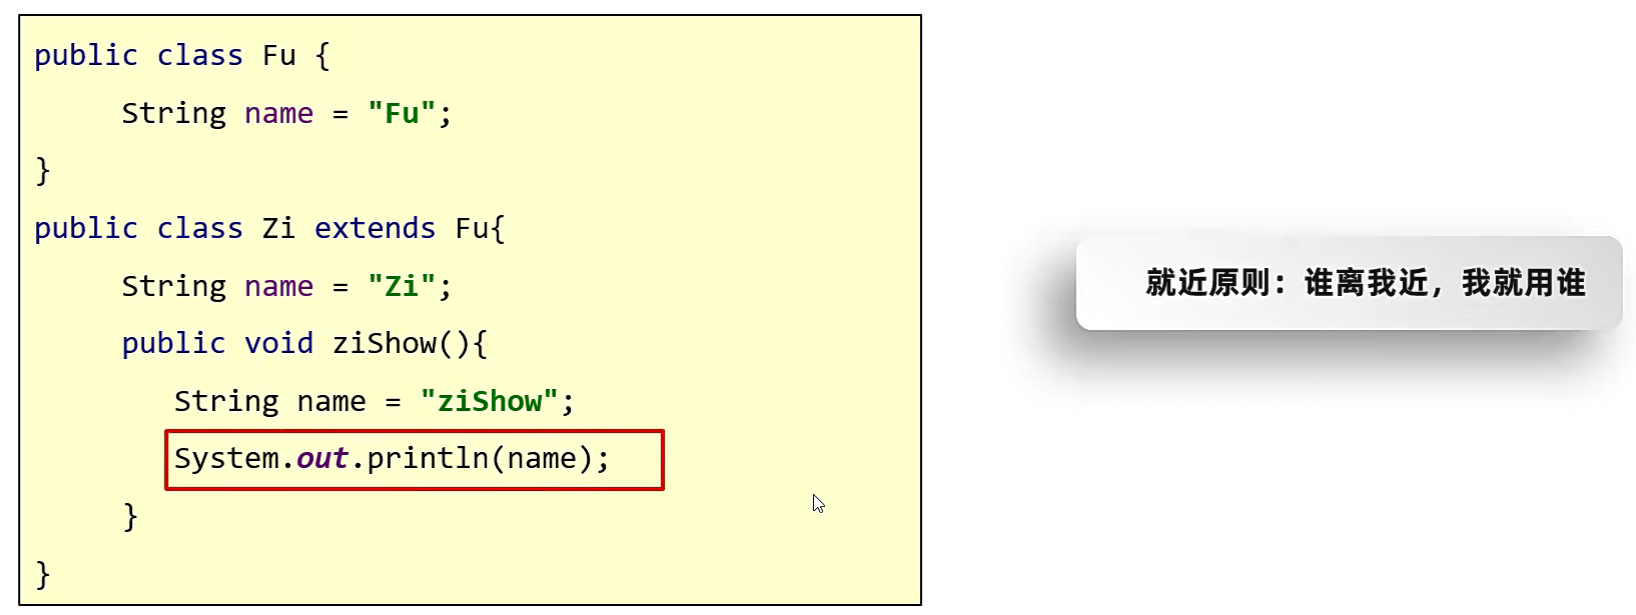 public class Fu {
String name = "Fu";
}
public class Zi extends Fu{
String name = "Zi";
public void ziShow(){
String name = "ziShow";
System.out.println(name);
}
}
就近原则：谁离我近，我就用谁